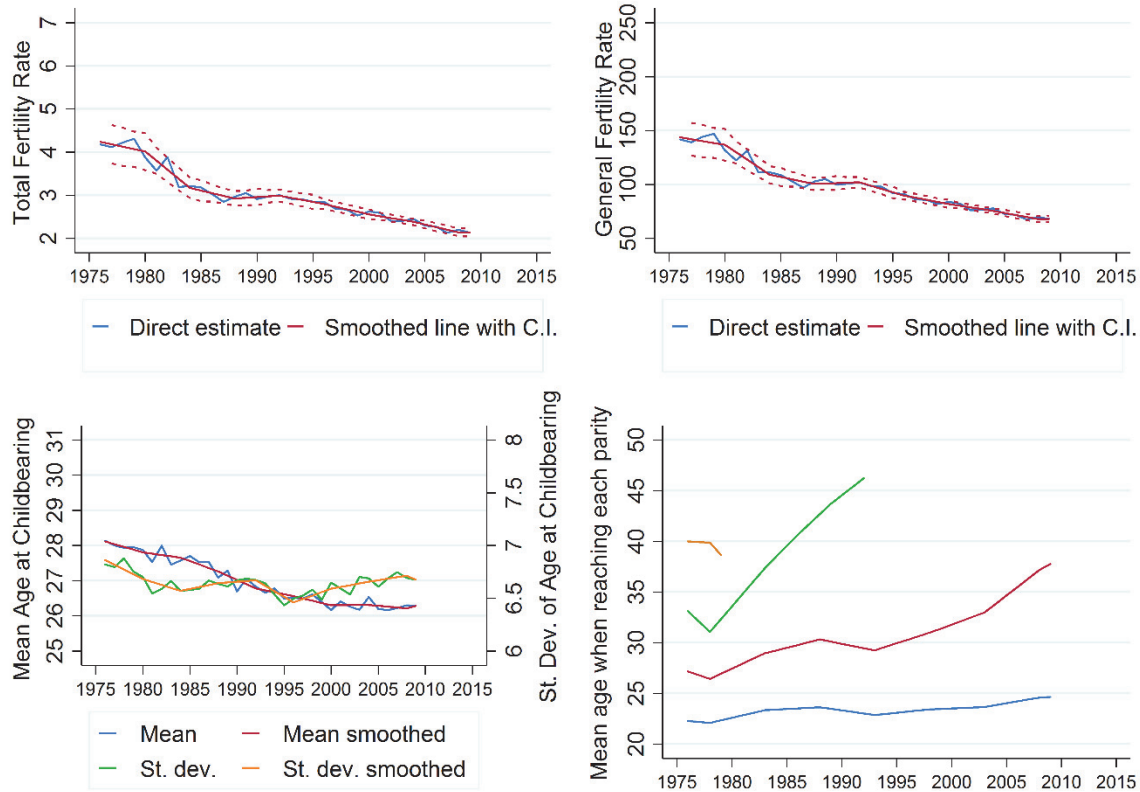 Total Fertility Rate
7
6
5
4
3
2
1975 1980 1985 1990 1995 2000 2005 2010 2015
Direct estimate Smoothed line with C.I.
General Fertility Rate
250
200
150
100
50
1975 1980 1985 1990 1995 2000 2005 2010 2015
Direct estimate Smoothed line with C.I.
Mean Age at Childbearing
31
30
29
28
27
26
25
St. Dev. of Age at Childbearing
8
7.5
7
6.5
6
1975 1980 1985 1990 1995 2000 2005 2010 2015
Mean Mean smoothed
St. dev. St. dev. smoothed
Mean age when reaching each parity
50
45
40
35
30
25
20
1975 1980 1985 1990 1995 2000 2005 2010 2015